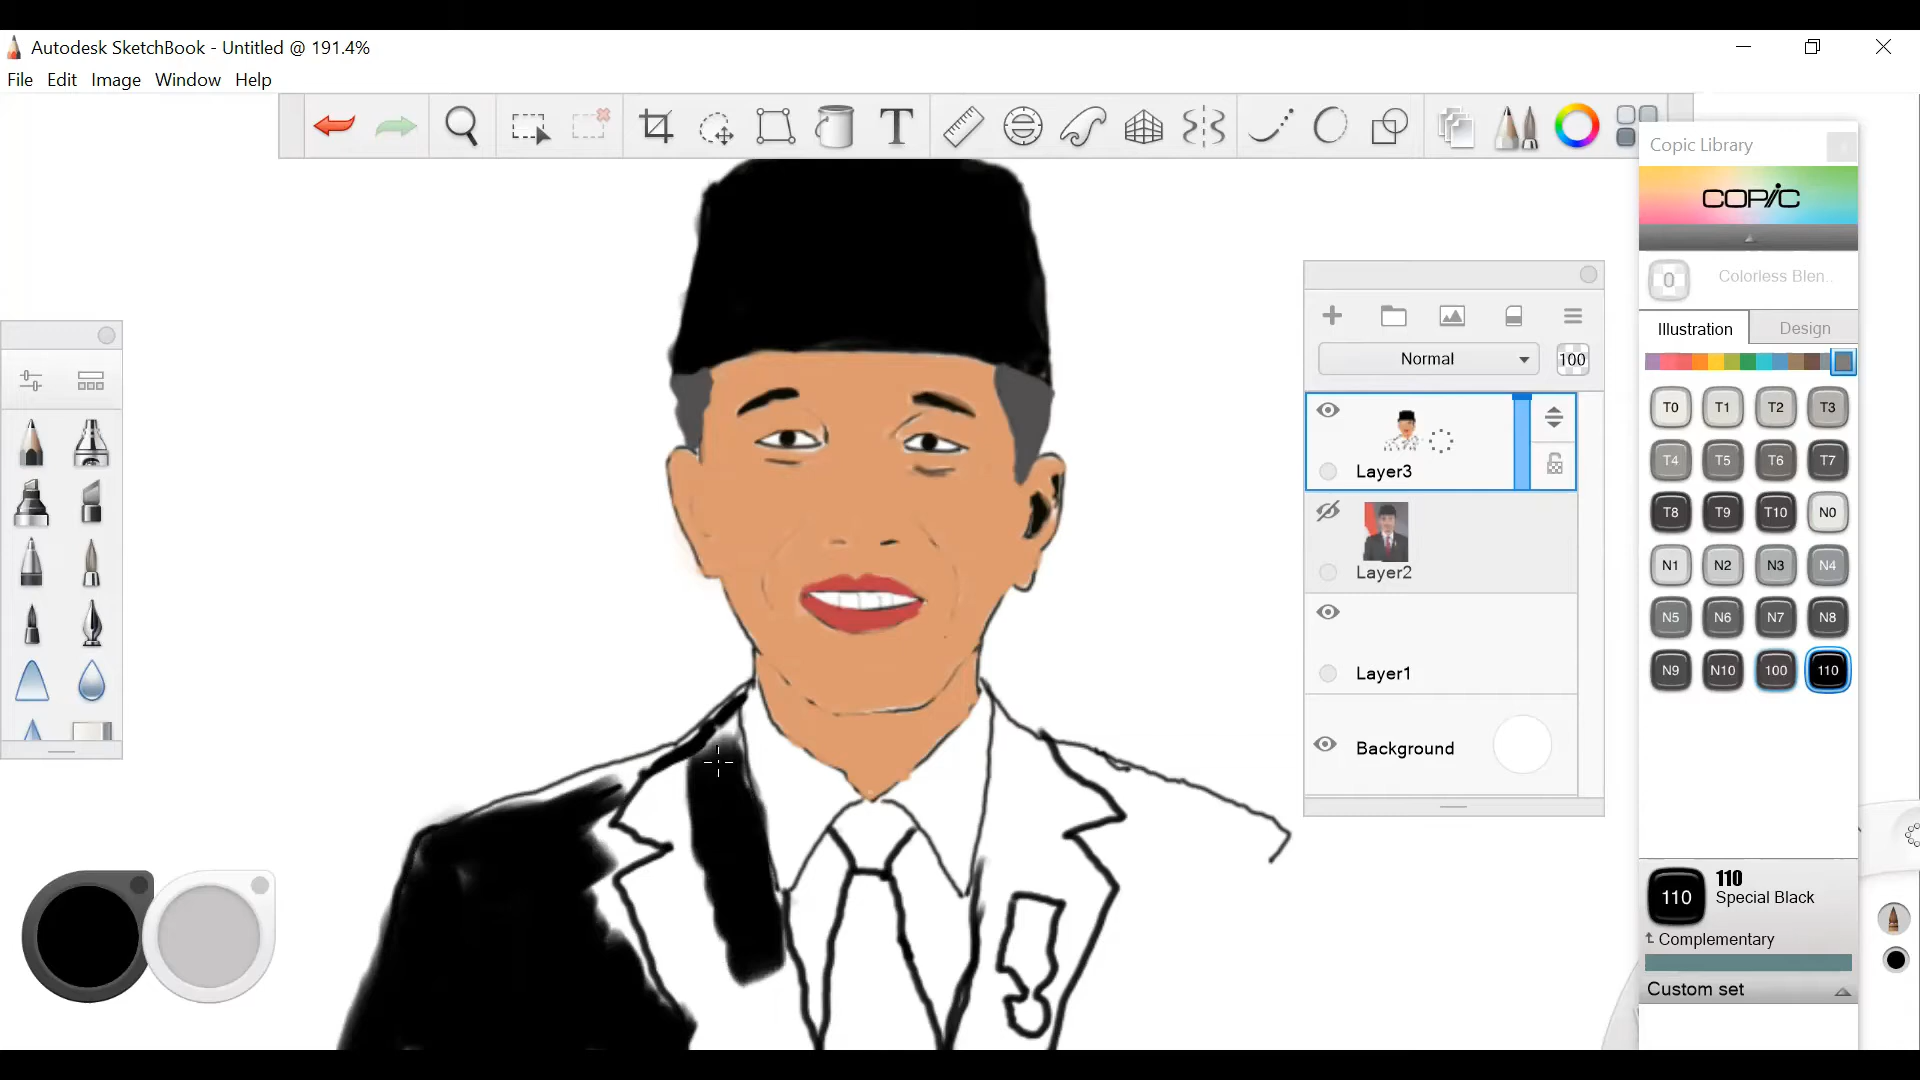 Autodesk SketchBook - Untitled @ 191.4%
File Edit Image Window Help
T
Copic Library
COPIC
0 Colorless Blen..
Illustration Design
Normal 100
Layer3
Layer2
Layer1
Background
T0 T1 T2 T3
T4 T5 T6 T7
T8 T9 T10 N0
N1 N2 N3 N4
N5 N6 N7 N8
N9 N10 100 110
110
110
Special Black
Complementary
Custom set